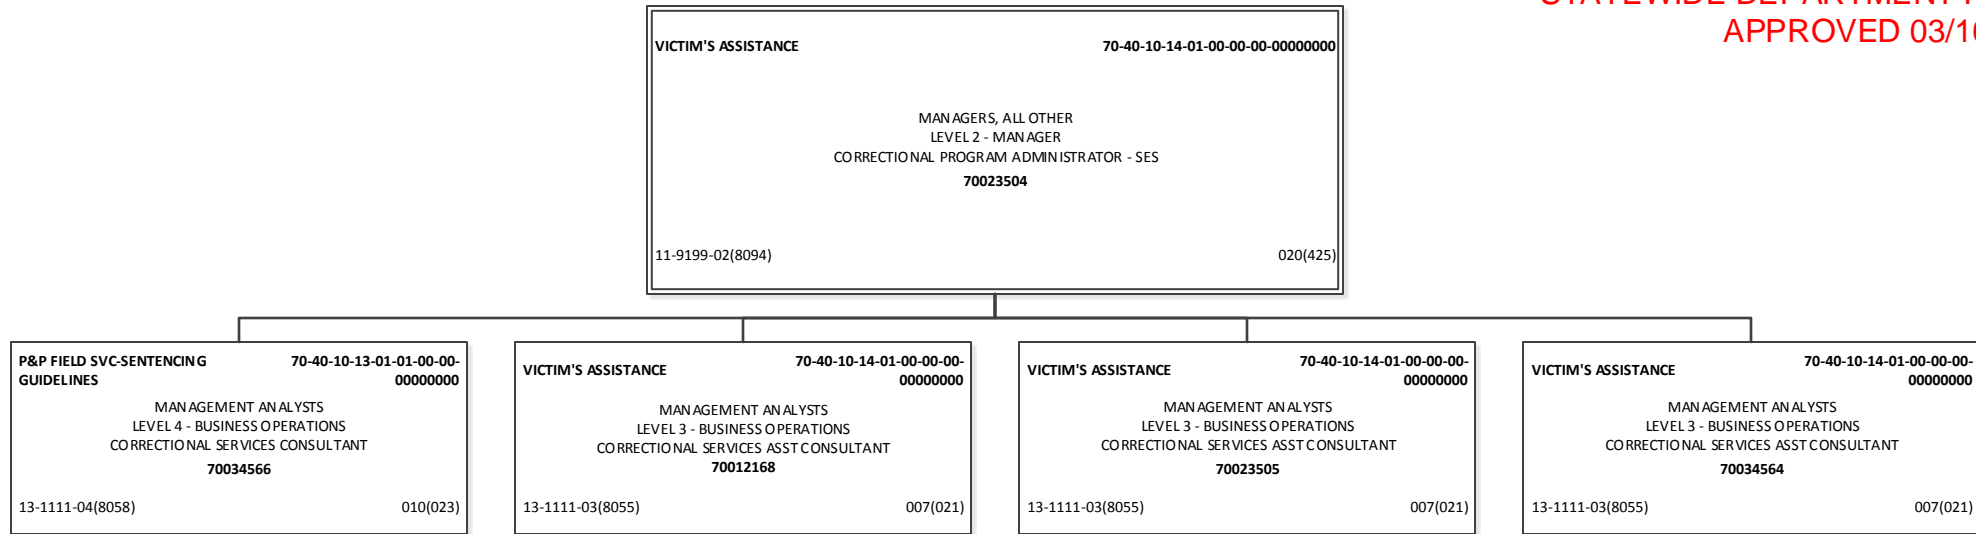 STATEWIDE DEPARTMENT
APPROVED 03/10
VICTIM'S ASSISTANCE 70-40-10-14-01-00-00-00-00000000
MANAGERS, ALL OTHER
LEVEL 2 - MANAGER
CORRECTIONAL PROGRAM ADMINISTRATOR - SES
70023504
11-9199-02(8094) 020(425)
P&P FIELD SVC-SENTENCING GUIDELINES
70-40-10-13-01-01-00-00-
00000000
MANAGEMENT ANALYSTS
LEVEL 4 - BUSINESS OPERATIONS
CORRECTIONAL SERVICES CONSULTANT
70034566
13-1111-04(8058) 010(023)
VICTIM'S ASSISTANCE
70-40-10-14-01-00-00-00-
00000000
MANAGEMENT ANALYSTS
LEVEL 3 - BUSINESS OPERATIONS
CORRECTIONAL SERVICES ASST CONSULTANT
70012168
13-1111-03(8055) 007(021)
VICTIM'S ASSISTANCE
70-40-10-14-01-00-00-00-
00000000
MANAGEMENT ANALYSTS
LEVEL 3 - BUSINESS OPERATIONS
CORRECTIONAL SERVICES ASST CONSULTANT
70023505
13-1111-03(8055) 007(021)
VICTIM'S ASSISTANCE
70-40-10-14-01-00-00-00-
00000000
MANAGEMENT ANALYSTS
LEVEL 3 - BUSINESS OPERATIONS
CORRECTIONAL SERVICES ASST CONSULTANT
70034564
13-1111-03(8055) 007(021)